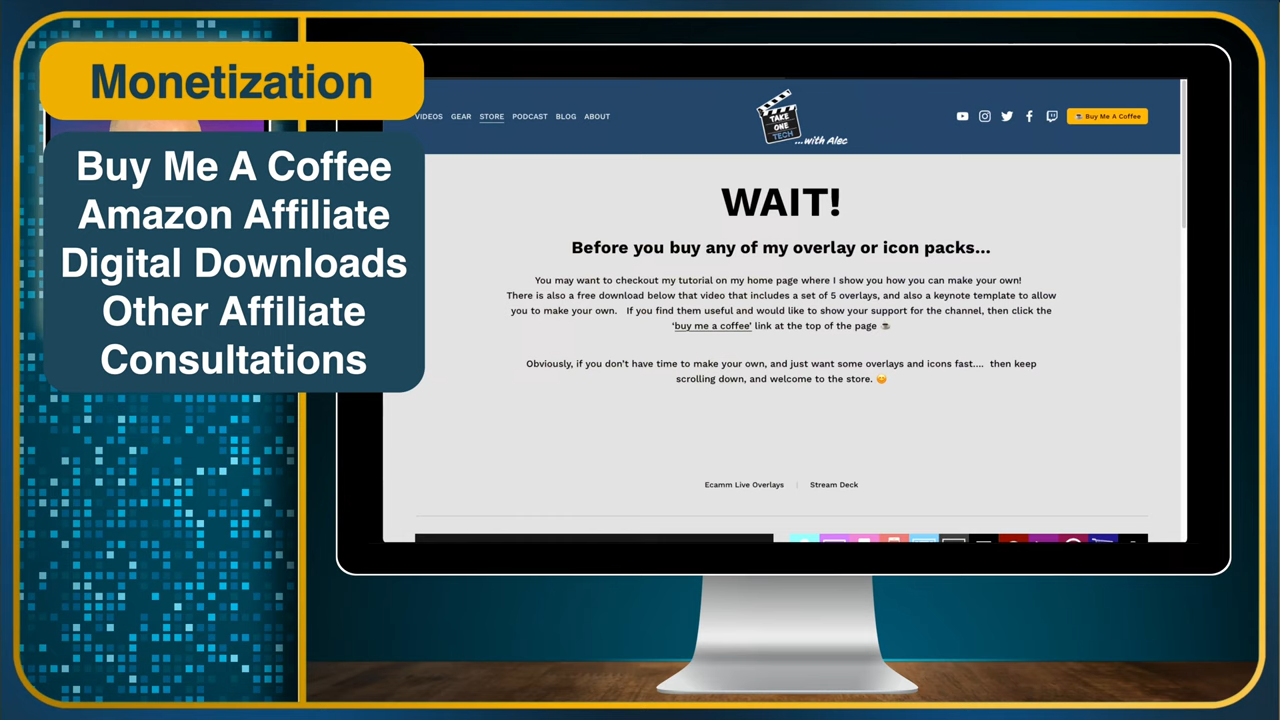 Monetization
Buy Me A Coffee
Amazon Affiliate
Digital Downloads
Other Affiliate
Consultations
VIDEOS GEAR STORE PODCAST BLOG ABOUT
TAKE ONE TECH
...with Alec
☕ Buy Me A Coffee
WAIT!
Before you buy any of my overlay or icon packs...
You may want to checkout my tutorial on my home page where I show you how you can make your own!
There is also a free download below that video that includes a set of 5 overlays, and also a keynote template to allow
you to make your own. If you find them useful and would like to show your support for the channel, then click the
‘buy me a coffee’ link at the top of the page ☕
Obviously, if you don’t have time to make your own, and just want some overlays and icons fast.... then keep
scrolling down, and welcome to the store. 😊
Ecamm Live Overlays | Stream Deck